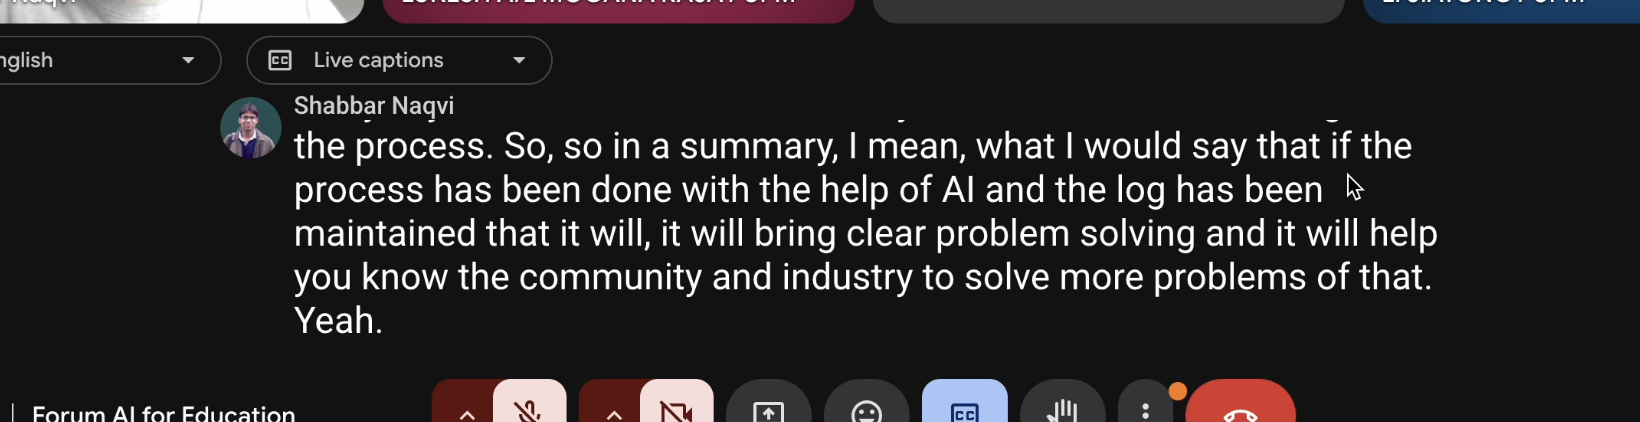 nglish
Live captions
Shabbar Naqvi
the process. So, so in a summary, I mean, what I would say that if the
process has been done with the help of AI and the log has been
maintained that it will, it will bring clear problem solving and it will help
you know the community and industry to solve more problems of that.
Yeah.
Forum AI for Education